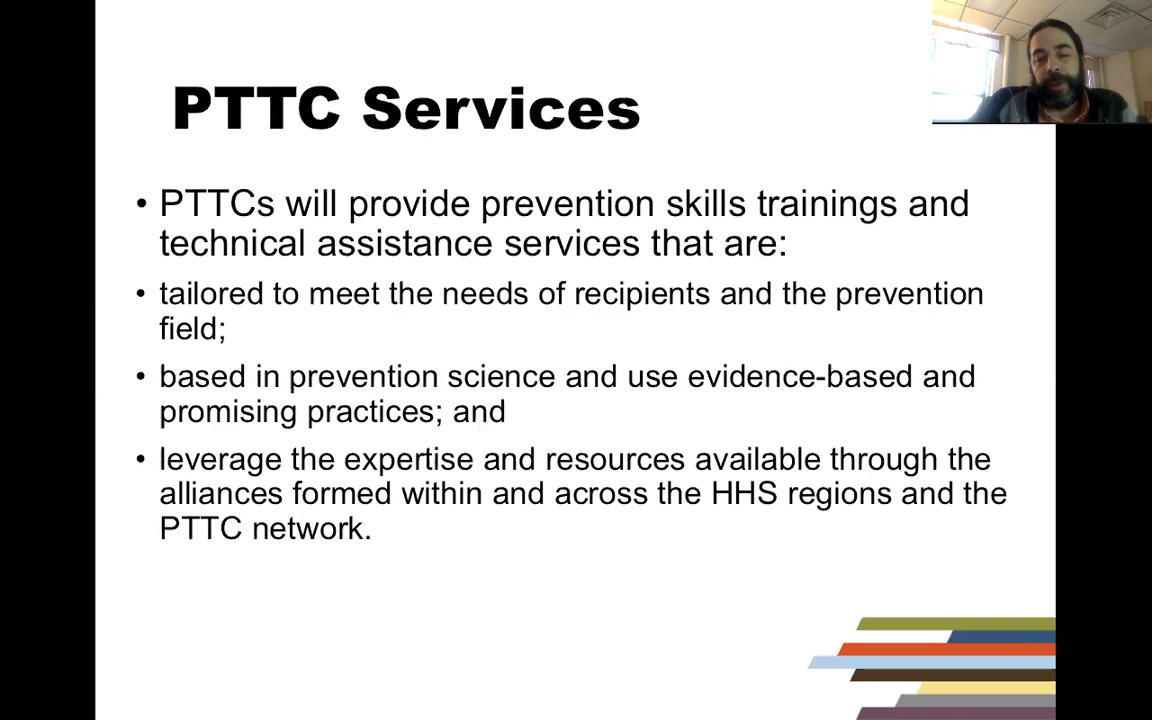 PTTC Services
• PTTCs will provide prevention skills trainings and
technical assistance services that are:
• tailored to meet the needs of recipients and the prevention
field;
• based in prevention science and use evidence-based and
promising practices; and
• leverage the expertise and resources available through the
alliances formed within and across the HHS regions and the
PTTC network.